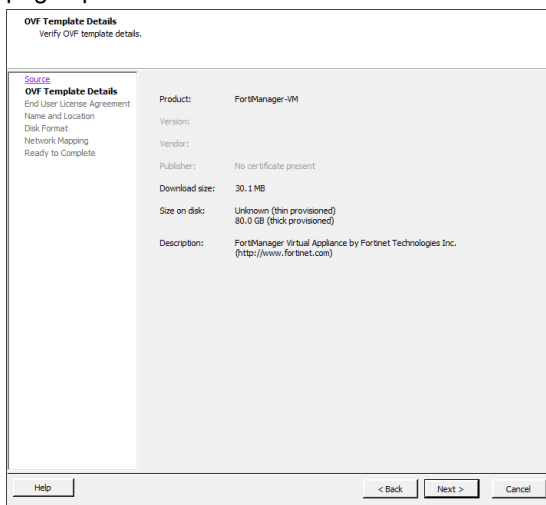 OVF Template Details
Verify OVF template details.
Source
OVF Template Details
End User License Agreement
Name and Location
Disk Format
Network Mapping
Ready to Complete
Product: FortiManager-VM
Version:
Vendor:
Publisher: No certificate present
Download size: 30.1 MB
Size on disk: Unknown (thin provisioned)
80.0 GB (thick provisioned)
Description: FortiManager Virtual Appliance by Fortinet Technologies Inc.
(http://www.fortinet.com)
Help < Back Next > Cancel